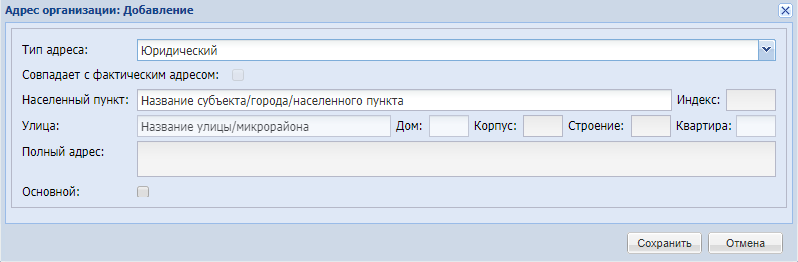 Адрес организации: Добавление
Тип адреса: Юридический
Совпадает с фактическим адресом:
Населенный пункт: Название субъекта/города/населенного пункта Индекс:
Улица: Название улицы/микрорайона Дом: Корпус: Строение: Квартира:
Полный адрес:
Основной:
Сохранить Отмена